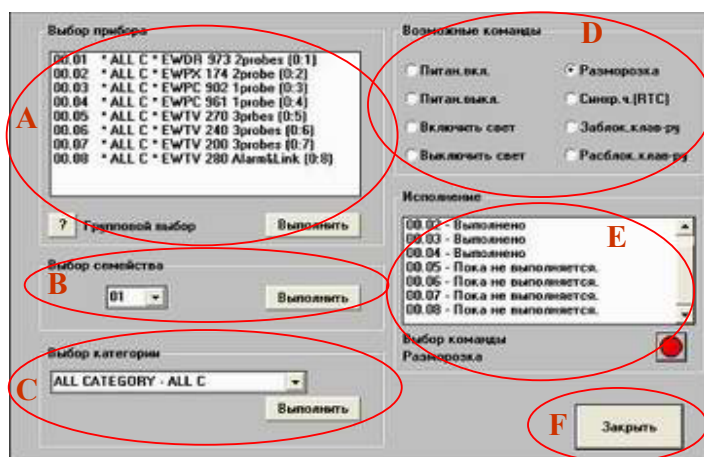 Выбор прибора
00.01 * ALL C * EWDR 973 2probes (0:1)
00.02 * ALL C * EWPX 174 2probe (0:2)
00.03 * ALL C * EWPC 902 1probe (0:3)
00.04 * ALL C * EWPC 961 1probe (0:4)
00.05 * ALL C * EWTV 270 3prbes (0:5)
00.06 * ALL C * EWTV 240 3probes (0:6)
00.07 * ALL C * EWTV 200 3probes (0:7)
00.08 * ALL C * EWTV 280 Alarm&Link (0:8)
A
? Групповой выбор Выполнить
Выбор семейства
B
01
Выполнить
Выбор категории
C
ALL CATEGORY - ALL C
Выполнить
Возможные команды
D
Питан.вкл. Разморозка
Питан.выкл. Синхр.ч.(RTC)
Включить свет Заблок.клав-ру
Выключить свет Расблок.клав-ру
Исполнение
E
00.02 - Выполнено
00.03 - Выполнено
00.04 - Выполнено
00.05 - Пока не выполняется.
00.06 - Пока не выполняется.
00.07 - Пока не выполняется.
00.08 - Пока не выполняется.
Выбор команды
Разморозка
F
Закрыть